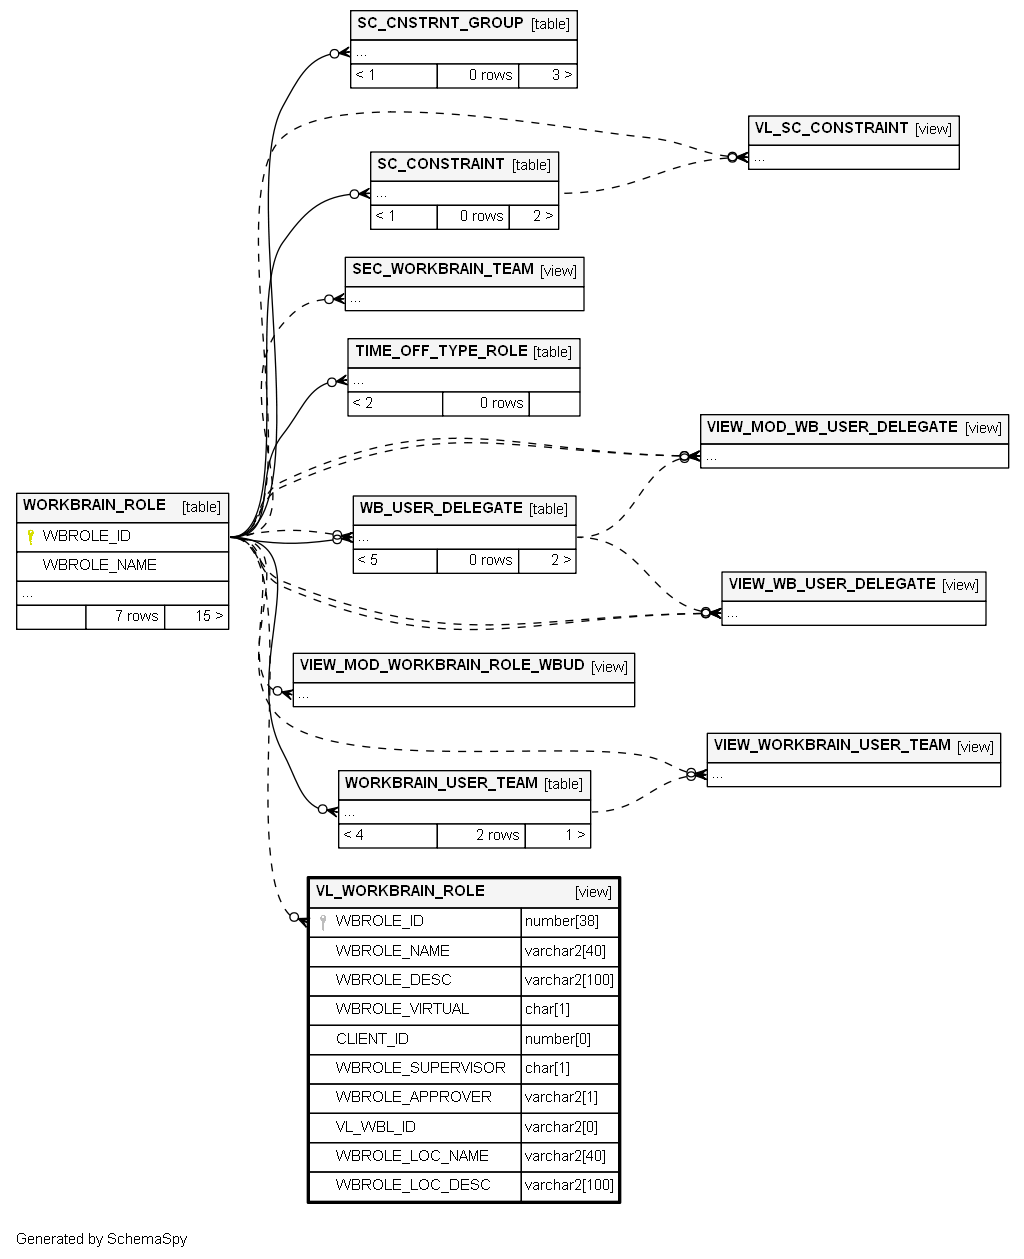 SC_CNSTRNT_GROUP [table]
...
< 1 0 rows 3 >
VL_SC_CONSTRAINT [view]
...
SC_CONSTRAINT [table]
...
< 1 0 rows 2 >
SEC_WORKBRAIN_TEAM [view]
...
TIME_OFF_TYPE_ROLE [table]
...
< 2 0 rows
VIEW_MOD_WB_USER_DELEGATE [view]
...
WORKBRAIN_ROLE [table]
WBROLE_ID
WBROLE_NAME
...
7 rows 15 >
WB_USER_DELEGATE [table]
...
< 5 0 rows 2 >
VIEW_WB_USER_DELEGATE [view]
...
VIEW_MOD_WORKBRAIN_ROLE_WBUD [view]
...
VIEW_WORKBRAIN_USER_TEAM [view]
...
WORKBRAIN_USER_TEAM [table]
...
< 4 2 rows 1 >
VL_WORKBRAIN_ROLE [view]
WBROLE_ID number[38]
WBROLE_NAME varchar2[40]
WBROLE_DESC varchar2[100]
WBROLE_VIRTUAL char[1]
CLIENT_ID number[0]
WBROLE_SUPERVISOR char[1]
WBROLE_APPROVER varchar2[1]
VL_WBL_ID varchar2[0]
WBROLE_LOC_NAME varchar2[40]
WBROLE_LOC_DESC varchar2[100]
Generated by SchemaSpy